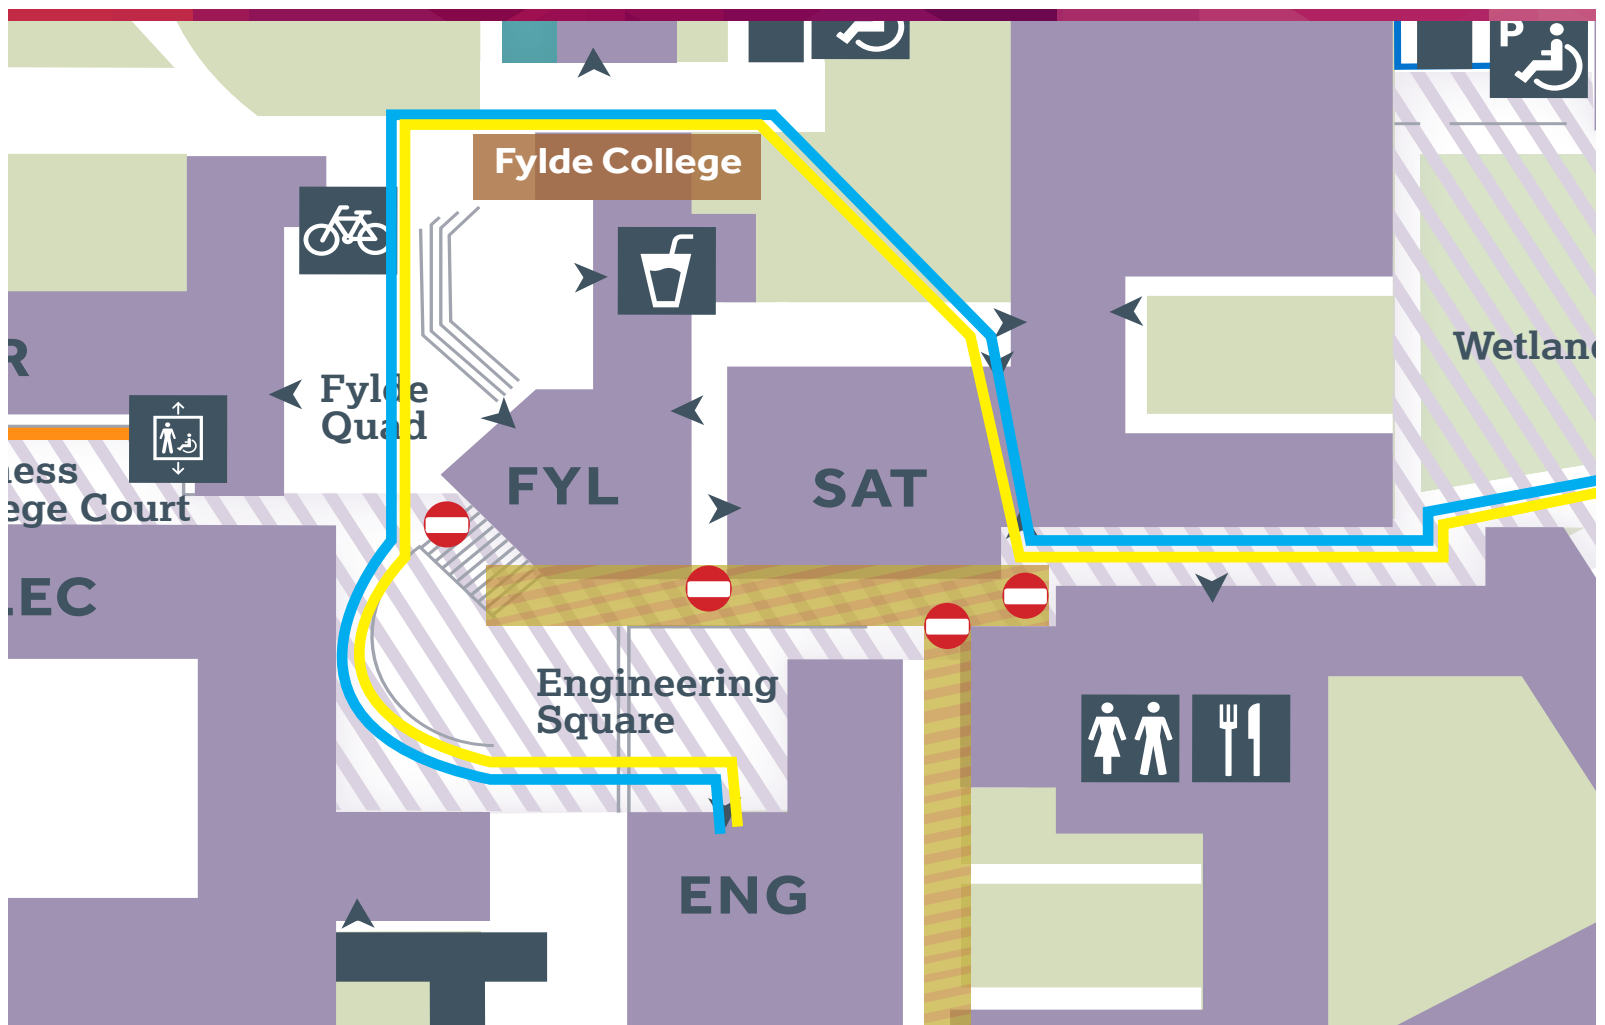 P
Fylde College
R
Wetlan
Fylde
Quad
ess
ege Court
FYL
SAT
EC
Engineering
Square
ENG